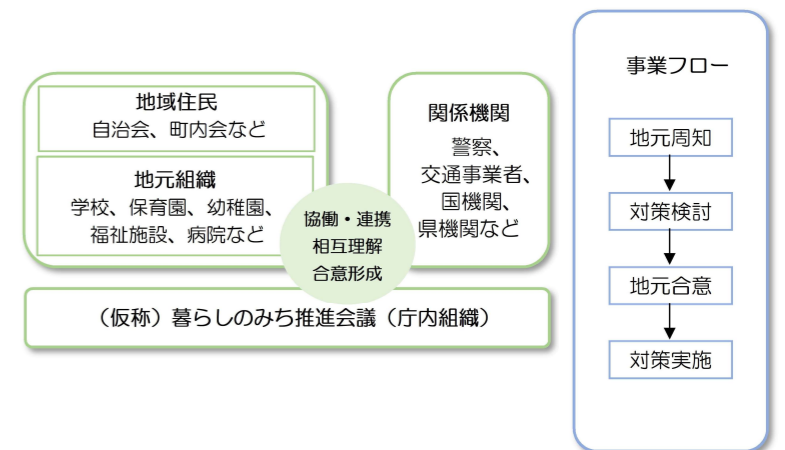 地域住民
自治会、町内会など
地元組織
学校、保育園、幼稚園、
福祉施設、病院など
関係機関
警察、
交通事業者、
国機関、
県機関など
協働・連携
相互理解
合意形成
（仮称）暮らしのみち推進会議（庁内組織）
事業フロー
地元周知
対策検討
地元合意
対策実施